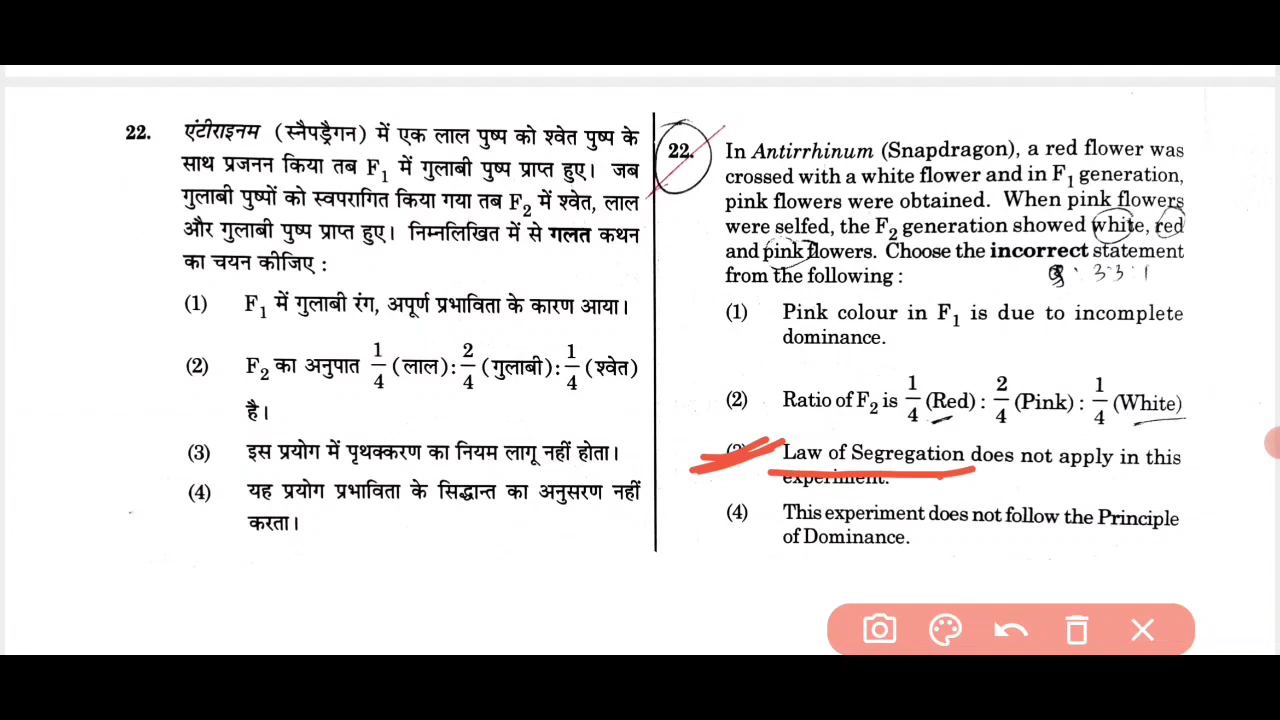 22. एंटीराइनम (स्नैपड्रैगन) में एक लाल पुष्प को श्वेत पुष्प के
साथ प्रजनन किया तब F₁ में गुलाबी पुष्प प्राप्त हुए। जब
गुलाबी पुष्पों को स्वपरागित किया गया तब F₂ में श्वेत, लाल
और गुलाबी पुष्प प्राप्त हुए। निम्नलिखित में से गलत कथन
का चयन कीजिए :
(1) F₁ में गुलाबी रंग, अपूर्ण प्रभाविता के कारण आया।
(2) F₂ का अनुपात 1/4 (लाल) : 2/4 (गुलाबी) : 1/4 (श्वेत)
है।
(3) इस प्रयोग में पृथक्करण का नियम लागू नहीं होता।
(4) यह प्रयोग प्रभाविता के सिद्धान्त का अनुसरण नहीं
करता।
22. In Antirrhinum (Snapdragon), a red flower was
crossed with a white flower and in F₁ generation,
pink flowers were obtained. When pink flowers
were selfed, the F₂ generation showed white, red
and pink flowers. Choose the incorrect statement
from the following :
: 3:3:1
(1) Pink colour in F₁ is due to incomplete
dominance.
(2) Ratio of F₂ is 1/4 (Red) : 2/4 (Pink) : 1/4 (White)
Law of Segregation does not apply in this
experiment.
(4) This experiment does not follow the Principle
of Dominance.